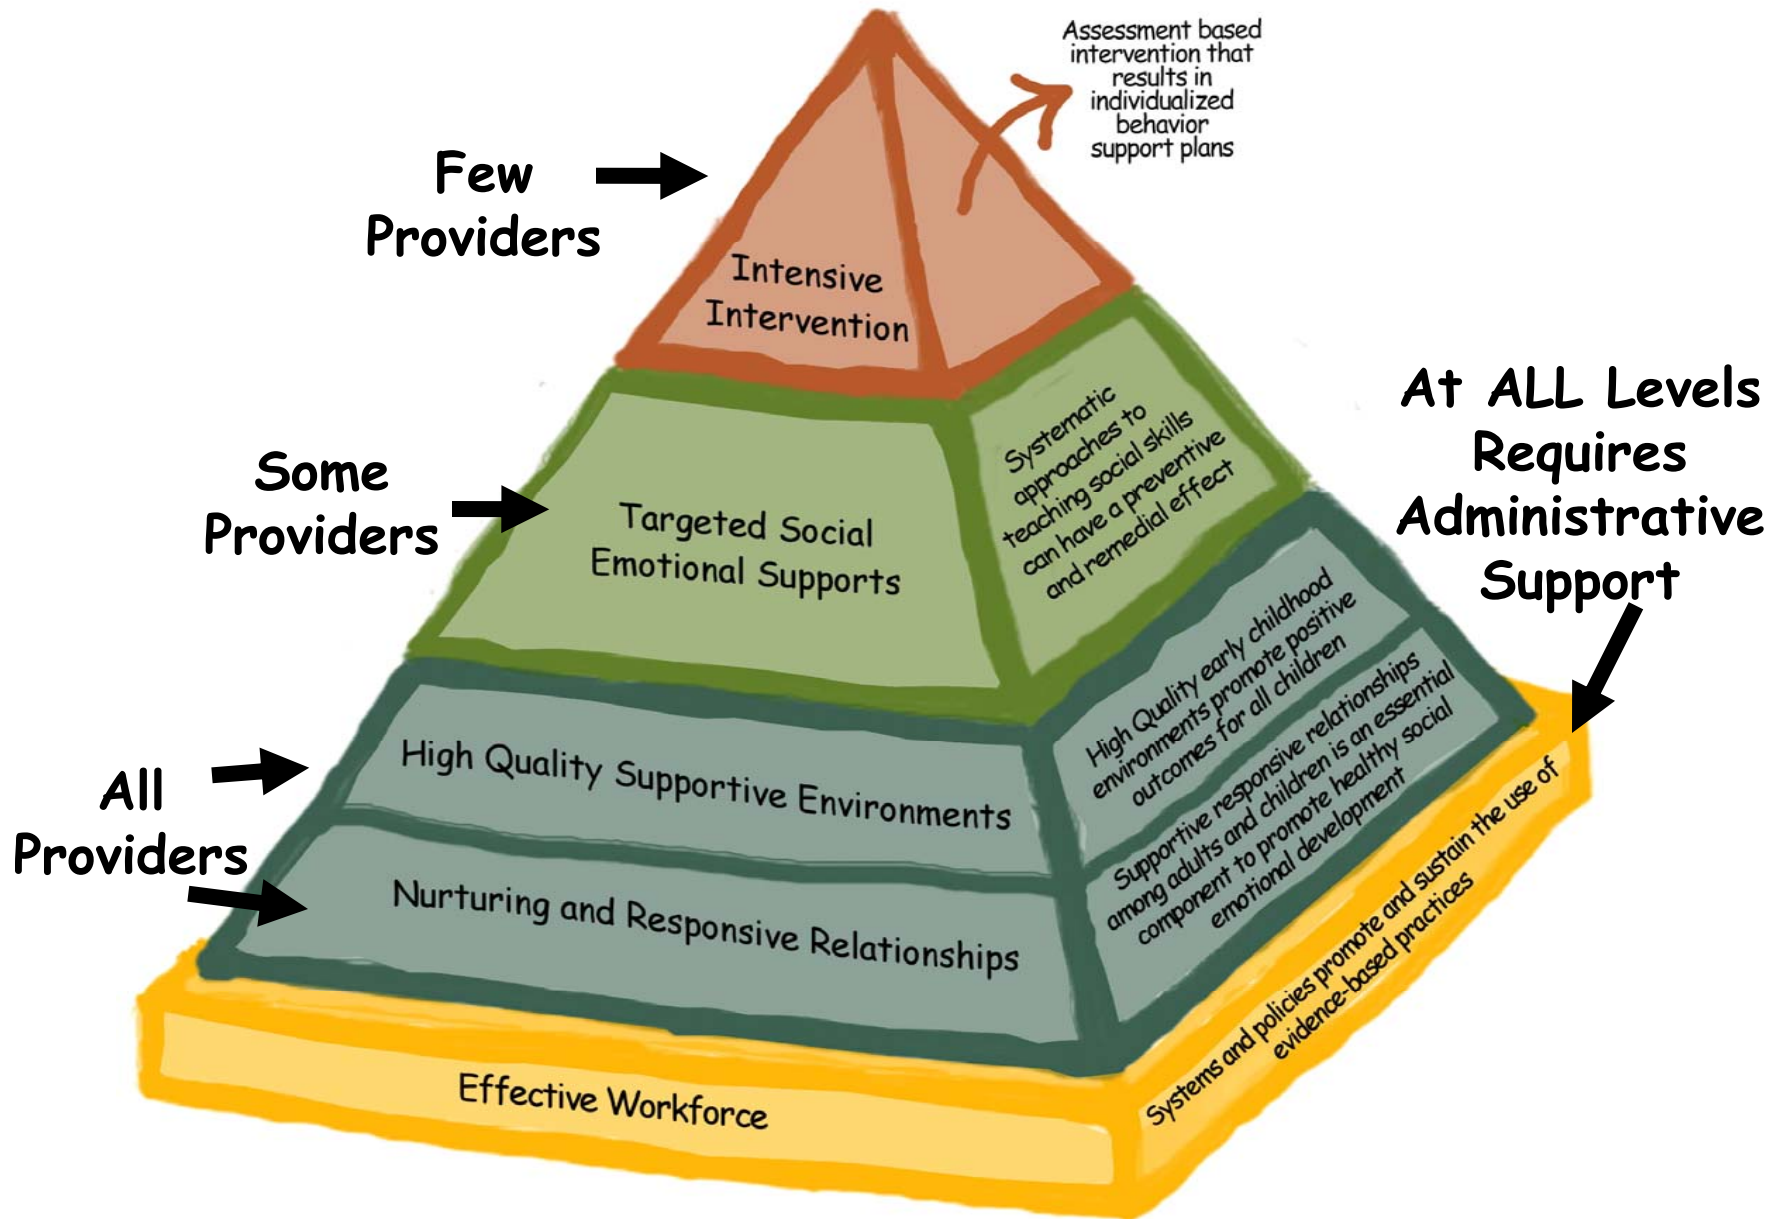 Assessment based
intervention that
results in
individualized
behavior
support plans
Few
Providers
Intensive
Intervention
Some
Providers
Targeted Social
Emotional Supports
Systematic
approaches to
teaching social skills
can have a preventive
and remedial effect
At ALL Levels
Requires
Administrative
Support
All
Providers
High Quality Supportive Environments
High Quality early childhood
environments promote positive
outcomes for all children
Nurturing and Responsive Relationships
Supportive responsive relationships
among adults and children is an essential
component to promote healthy social
emotional development
Effective Workforce
Systems and policies promote and sustain the use of
evidence-based practices